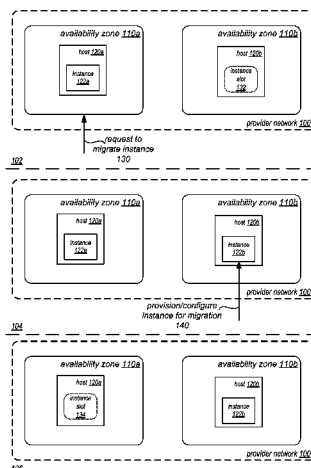 availability zone 110a
availability zone 110b
host 120a
instance
122a
host 120b
instance
slot
132
provider network 100
request to
migrate instance
130
102
availability zone 110a
availability zone 110b
host 120a
instance
122a
host 120b
instance
122b
provider network 100
provision/configure
instance for migration
140
104
availability zone 110a
availability zone 110b
host 120a
instance
slot
134
host 120b
instance
122b
provider network 100
106